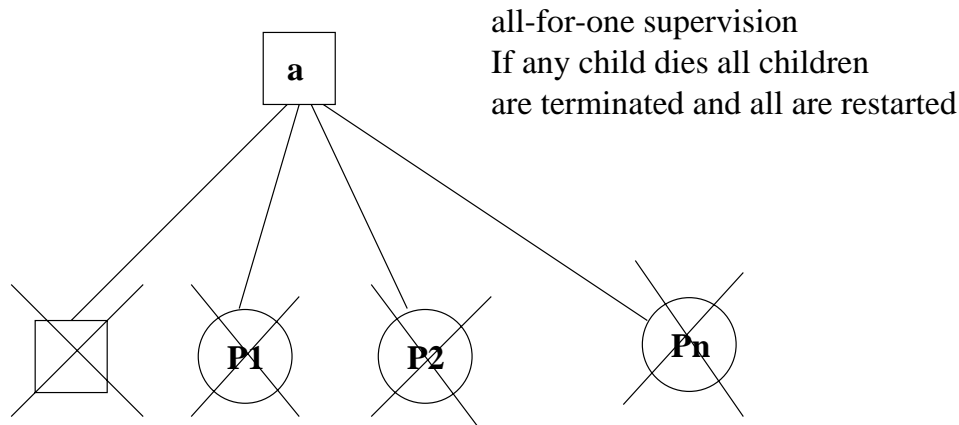 all-for-one supervision
If any child dies all children
are terminated and all are restarted
a
P1
P2
Pn